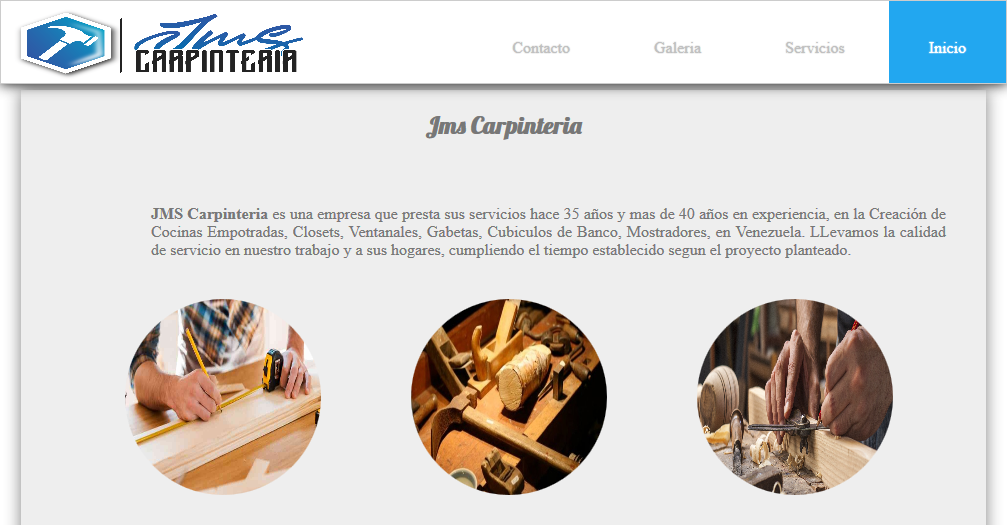 Jms
CARPINTERIA
Contacto
Galeria
Servicios
Inicio
Jms Carpinteria
JMS Carpinteria es una empresa que presta sus servicios hace 35 años y mas de 40 años en experiencia, en la Creación de
Cocinas Empotradas, Closets, Ventanales, Gabetas, Cubiculos de Banco, Mostradores, en Venezuela. LLevamos la calidad
de servicio en nuestro trabajo y a sus hogares, cumpliendo el tiempo establecido segun el proyecto planteado.